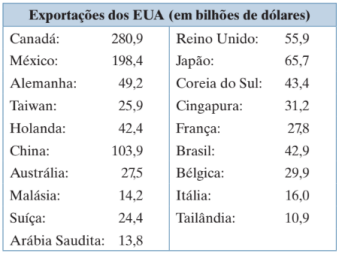 Exportações dos EUA (em bilhões de dólares)
Canadá: 280,9
México: 198,4
Alemanha: 49,2
Taiwan: 25,9
Holanda: 42,4
China: 103,9
Austrália: 27,5
Malásia: 14,2
Suíça: 24,4
Arábia Saudita: 13,8
Reino Unido: 55,9
Japão: 65,7
Coreia do Sul: 43,4
Cingapura: 31,2
França: 27,8
Brasil: 42,9
Bélgica: 29,9
Itália: 16,0
Tailândia: 10,9